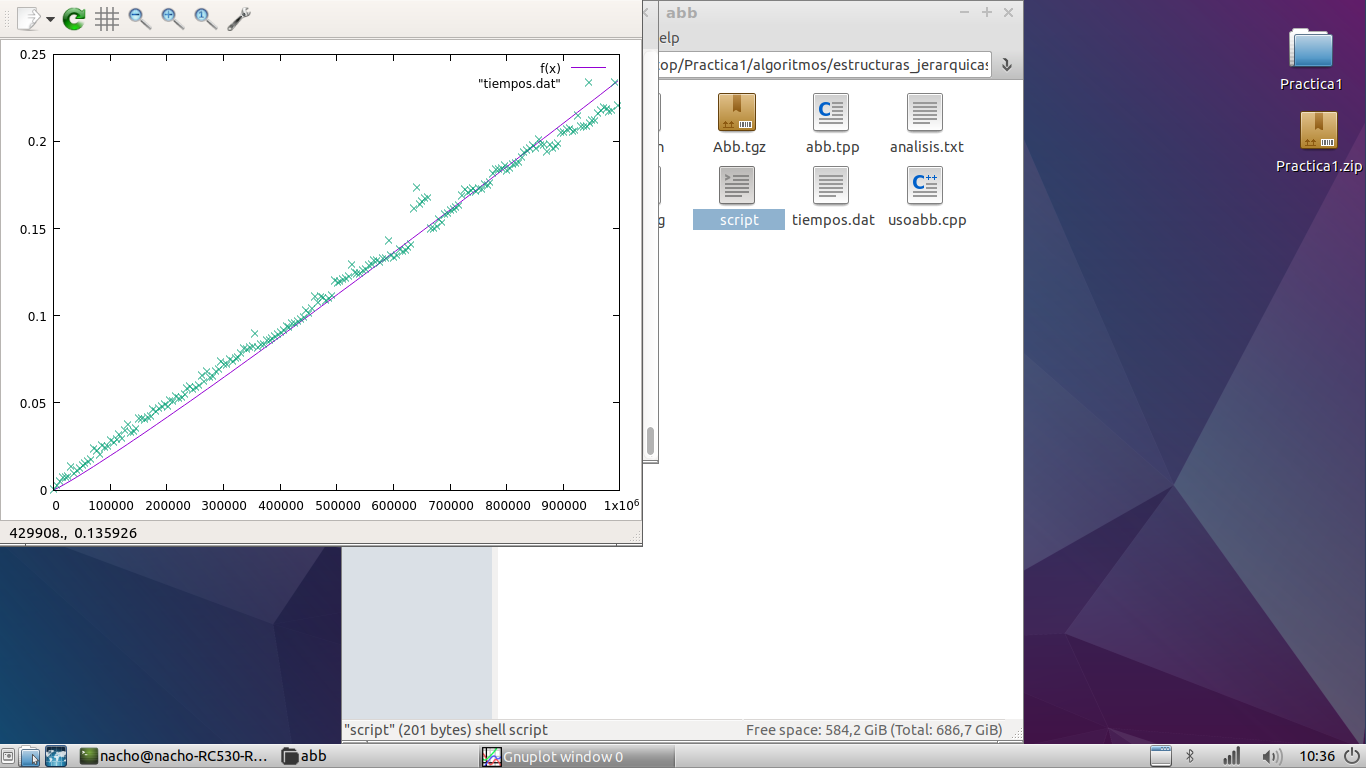 abb
elp
op/Practica1/algoritmos/estructuras_jerarquicas
0.25
0.2
0.15
0.1
0.05
0
f(x)
"tiempos.dat"
0 100000 200000 300000 400000 500000 600000 700000 800000 900000 1x10⁶
429908., 0.135926
n
Abb.tgz
abb.tpp
analisis.txt
g
script
tiempos.dat
usoabb.cpp
Practica1
Practica1.zip
"script" (201 bytes) shell script
Free space: 584,2 GiB (Total: 686,7 GiB)
nacho@nacho-RC530-R...
abb
Gnuplot window 0
10:36